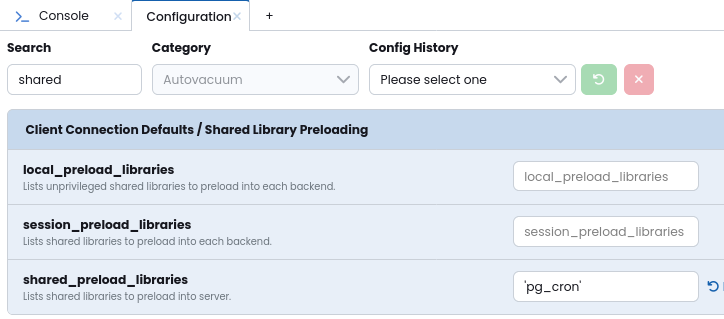 Console × Configuration × +
Search Category Config History
shared Autovacuum Please select one
Client Connection Defaults / Shared Library Preloading
local_preload_libraries local_preload_libraries
Lists unprivileged shared libraries to preload into each backend.
session_preload_libraries session_preload_libraries
Lists shared libraries to preload into each backend.
shared_preload_libraries 'pg_cron'
Lists shared libraries to preload into server.